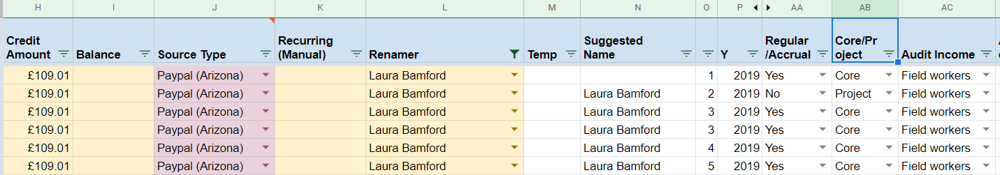 H I J K L M N O P AA AB AC
Credit Amount Balance Source Type Recurring (Manual) Renamer Temp Suggested Name Y Regular /Accrual Core/Pr oject Audit Income
£109.01 Paypal (Arizona) Laura Bamford 1 2019 Yes Core Field workers
£109.01 Paypal (Arizona) Laura Bamford Laura Bamford 2 2019 No Project Field workers
£109.01 Paypal (Arizona) Laura Bamford Laura Bamford 3 2019 Yes Core Field workers
£109.01 Paypal (Arizona) Laura Bamford Laura Bamford 3 2019 Yes Core Field workers
£109.01 Paypal (Arizona) Laura Bamford Laura Bamford 4 2019 Yes Core Field workers
£109.01 Paypal (Arizona) Laura Bamford Laura Bamford 5 2019 Yes Core Field workers